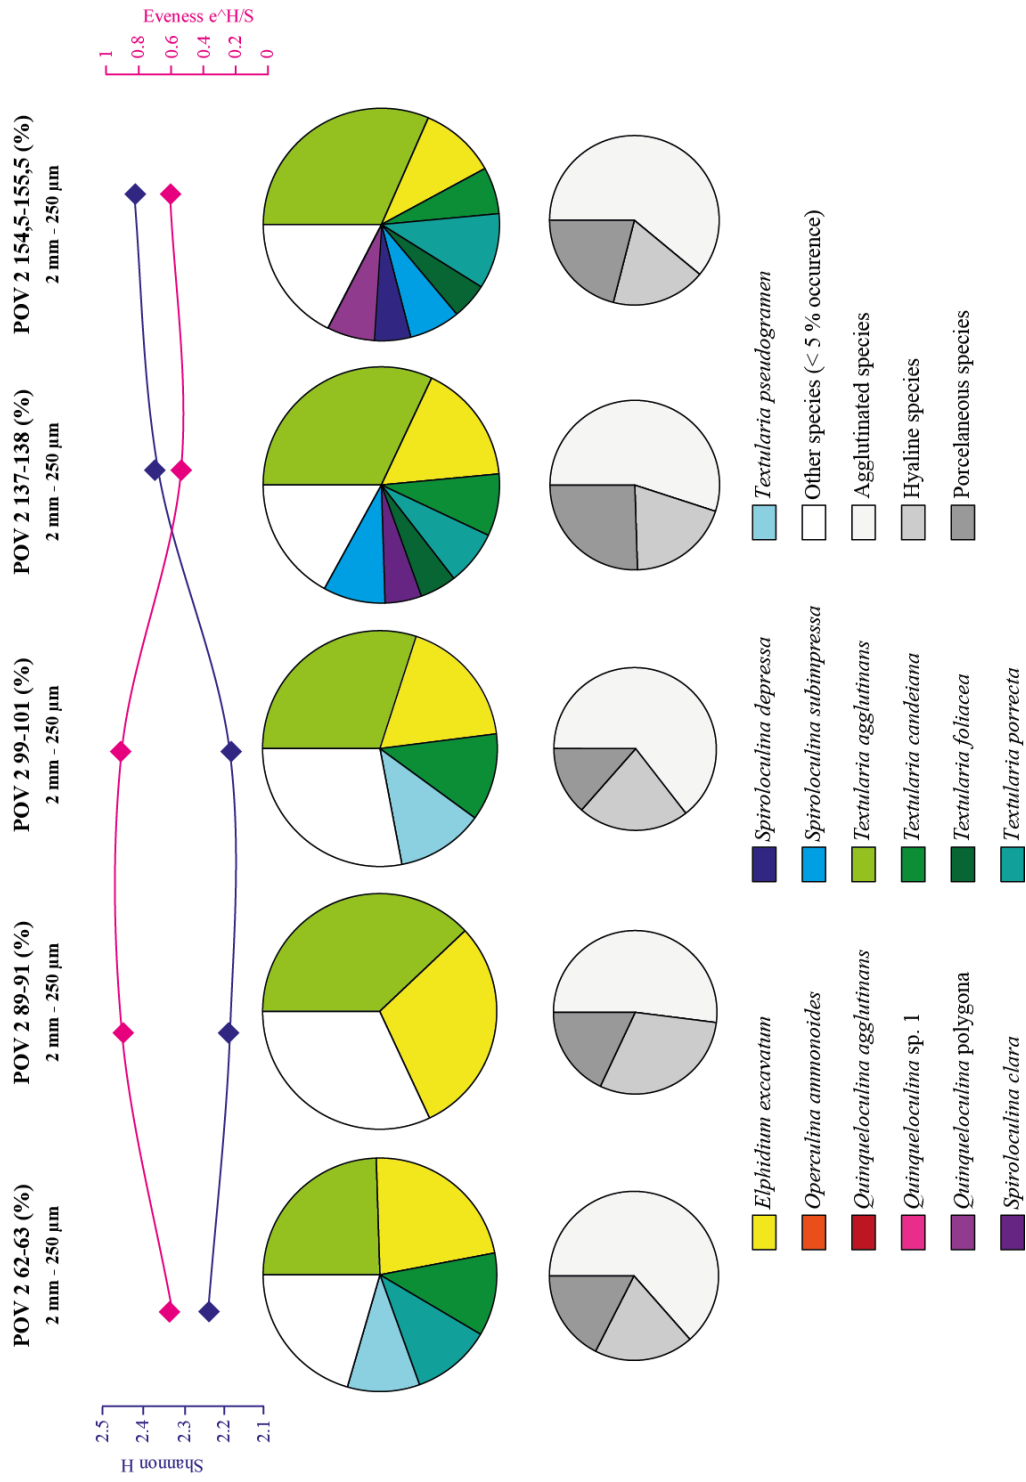 POV 2 62-63 (%)
2 mm - 250 µm
POV 2 89-91 (%)
2 mm - 250 µm
POV 2 99-101 (%)
2 mm - 250 µm
POV 2 137-138 (%)
2 mm - 250 µm
POV 2 154,5-155,5 (%)
2 mm - 250 µm
Shannon H
2.5
2.4
2.3
2.2
2.1
Eveness e^H/S
1
0.8
0.6
0.4
0.2
0
Elphidium excavatum
Operculina ammonoides
Quinqueloculina agglutinans
Quinqueloculina sp. 1
Quinqueloculina polygona
Spiroloculina clara
Spiroloculina depressa
Spiroloculina subimpressa
Textularia agglutinans
Textularia candeiana
Textularia foliacea
Textularia porrecta
Textularia pseudogramen
Other species (< 5 % occurence)
Agglutinated species
Hyaline species
Porcelaneous species